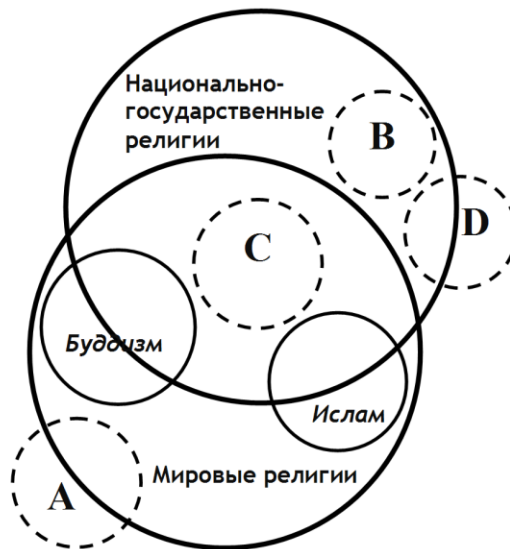 Национально-
государственные
религии
B
D
C
Буддизм
Ислам
Мировые религии
A